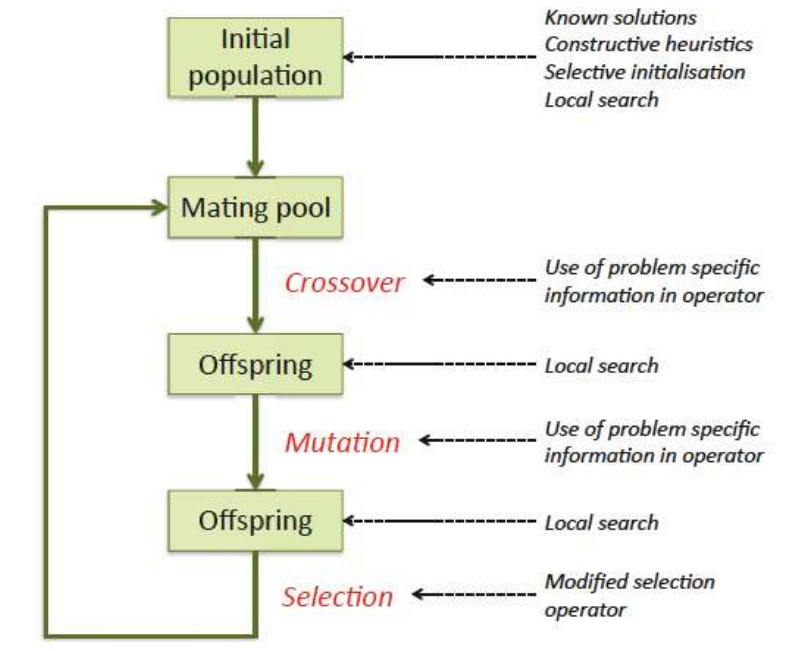 Initial
population
Known solutions
Constructive heuristics
Selective initialisation
Local search
Mating pool
Crossover
Use of problem specific
information in operator
Offspring
Local search
Mutation
Use of problem specific
information in operator
Offspring
Local search
Selection
Modified selection
operator